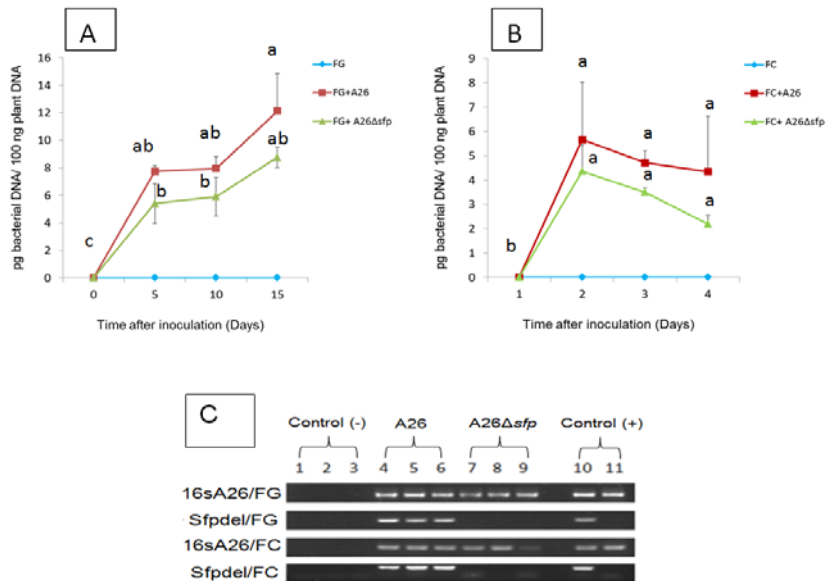 A
pg bacterial DNA/ 100 ng plant DNA
16
14
12
10
8
6
4
2
0
0 5 10 15
Time after inoculation (Days)
c
ab
b
ab
b
a
ab
FG
FG+A26
FG+ A26Δsfp
B
pg bacterial DNA/ 100 ng plant DNA
9
8
7
6
5
4
3
2
1
0
1 2 3 4
Time after inoculation (Days)
b
a
a
a
a
a
a
FC
FC+A26
FC+ A26Δsfp
C
Control (-) A26 A26Δsfp Control (+)
1 2 3 4 5 6 7 8 9 10 11
16sA26/FG
Sfpdel/FG
16sA26/FC
Sfpdel/FC